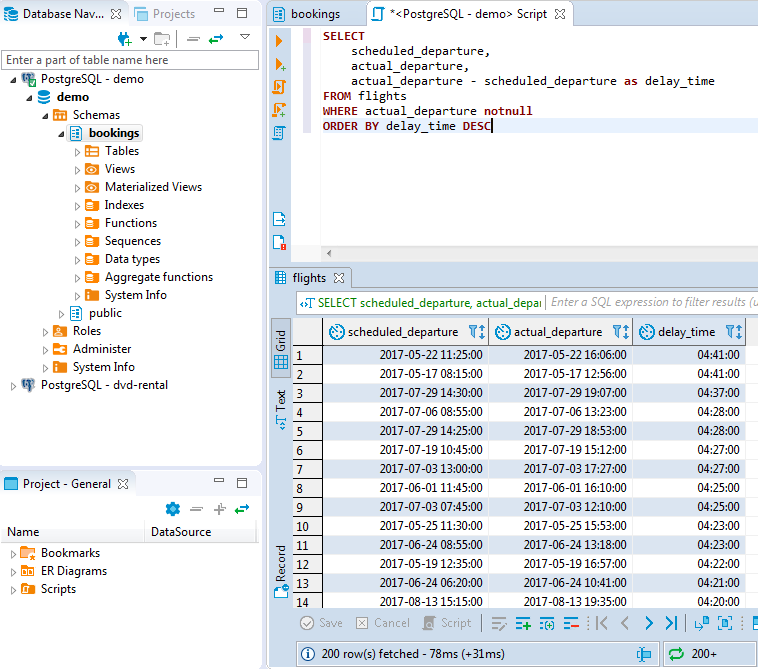 Database Nav...
Projects
Enter a part of table name here
PostgreSQL - demo
demo
Schemas
bookings
Tables
Views
Materialized Views
Indexes
Functions
Sequences
Data types
Aggregate functions
System Info
public
Roles
Administer
System Info
PostgreSQL - dvd-rental
Project - General
Name DataSource
Bookmarks
ER Diagrams
Scripts
bookings
*<PostgreSQL - demo> Script
SELECT
scheduled_departure,
actual_departure,
actual_departure - scheduled_departure as delay_time
FROM flights
WHERE actual_departure notnull
ORDER BY delay_time DESC
flights
SELECT scheduled_departure, actual_depar Enter a SQL expression to filter results (u
Grid
Text
Record
scheduled_departure actual_departure delay_time
1 2017-05-22 11:25:00 2017-05-22 16:06:00 04:41:00
2 2017-05-17 08:15:00 2017-05-17 12:56:00 04:41:00
3 2017-07-29 14:30:00 2017-07-29 19:07:00 04:37:00
4 2017-07-06 08:55:00 2017-07-06 13:23:00 04:28:00
5 2017-07-29 14:25:00 2017-07-29 18:53:00 04:28:00
6 2017-07-19 10:45:00 2017-07-19 15:12:00 04:27:00
7 2017-07-03 13:00:00 2017-07-03 17:27:00 04:27:00
8 2017-06-01 11:45:00 2017-06-01 16:10:00 04:25:00
9 2017-07-03 07:45:00 2017-07-03 12:10:00 04:25:00
10 2017-05-25 11:30:00 2017-05-25 15:53:00 04:23:00
11 2017-06-24 08:55:00 2017-06-24 13:18:00 04:23:00
12 2017-05-19 12:35:00 2017-05-19 16:57:00 04:22:00
13 2017-06-24 06:20:00 2017-06-24 10:41:00 04:21:00
14 2017-08-13 15:15:00 2017-08-13 19:35:00 04:20:00
Save Cancel Script
200 row(s) fetched - 78ms (+31ms) 200+